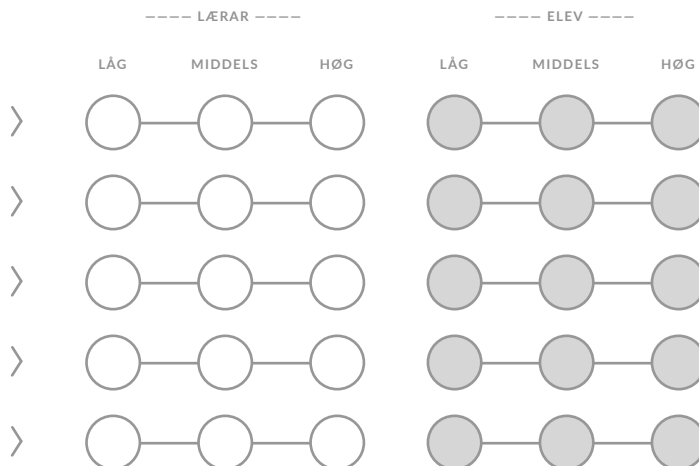 ———— LÆRAR ———— ———— ELEV ————
LÅG MIDDELS HØG LÅG MIDDELS HØG